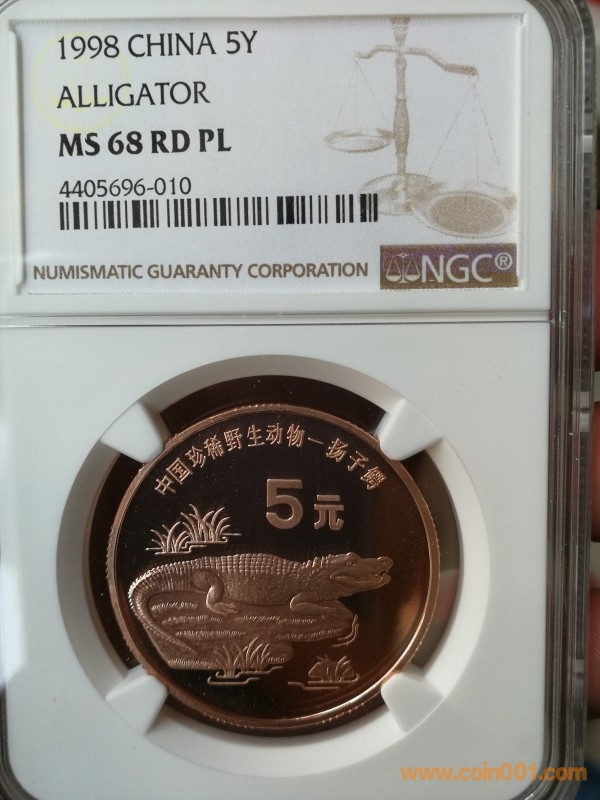 1998 CHINA 5Y
ALLIGATOR
MS 68 RD PL
4405696-010
NUMISMATIC GUARANTY CORPORATION
NGC®
中国珍稀野生动物－扬子鳄
5元
www.coin001.com